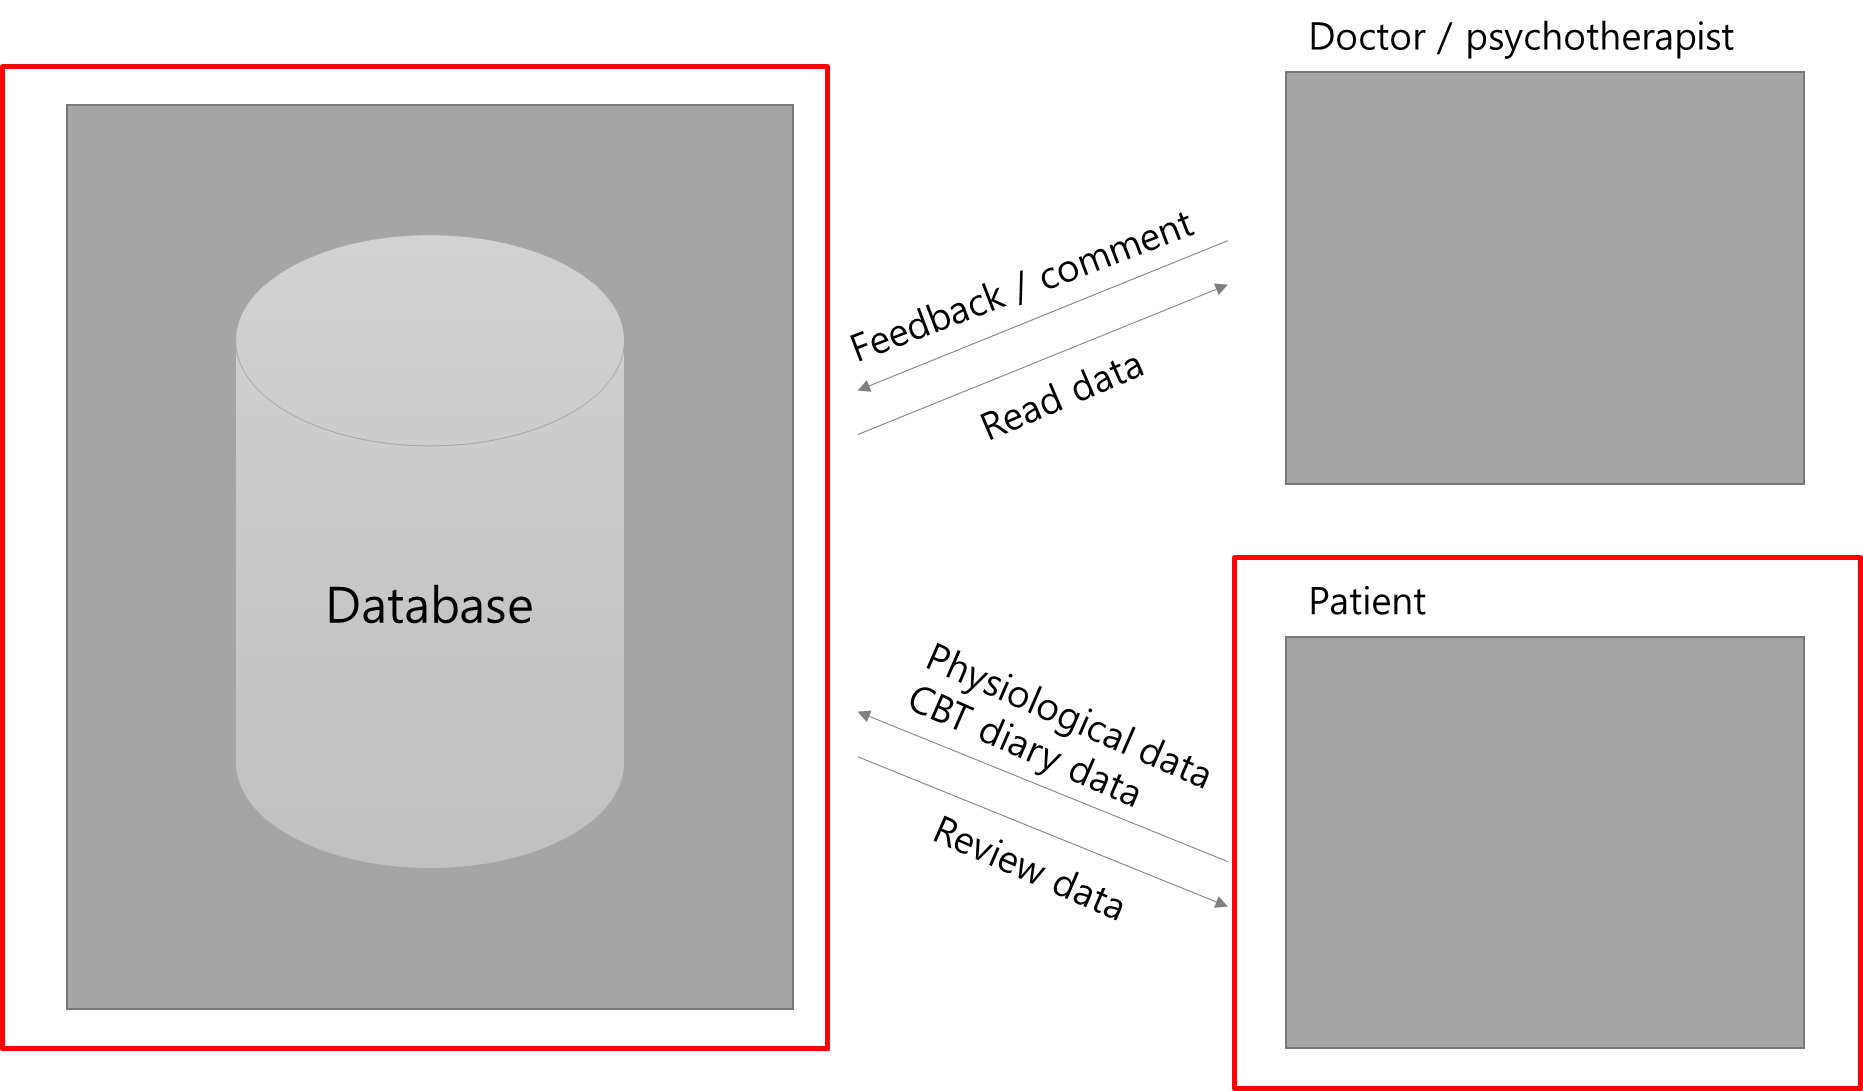 Doctor / psychotherapist
Feedback / comment
Read data
Database
Patient
Physiological data
CBT diary data
Review data